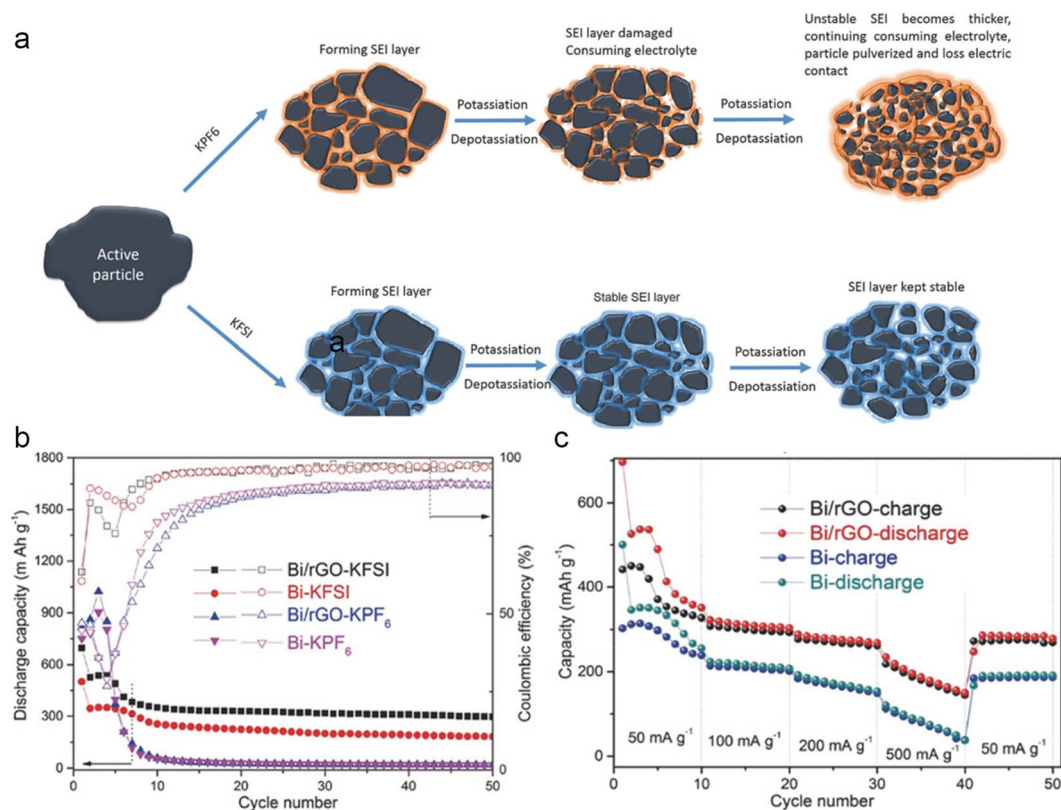 a
Forming SEI layer
SEI layer damaged
Consuming electrolyte
Unstable SEI becomes thicker,
continuing consuming electrolyte,
particle pulverized and loss electric
contact
KPF6
Potassiation
Depotassiation
Potassiation
Depotassiation
Active
particle
KFSI
Forming SEI layer
Stable SEI layer
SEI layer kept stable
a
Potassiation
Depotassiation
Potassiation
Depotassiation
b
1800
1500
1200
900
600
300
0
Discharge capacity (m Ah g⁻¹)
100
50
0
Coulombic efficiency (%)
Bi/rGO-KFSI
Bi-KFSI
Bi/rGO-KPF₆
Bi-KPF₆
0 5 10 15 20 25 30 35 40 45 50
Cycle number
c
600
400
200
0
Capacity (mAh g⁻¹)
Bi/rGO-charge
Bi/rGO-discharge
Bi-charge
Bi-discharge
50 mA g⁻¹
100 mA g⁻¹
200 mA g⁻¹
500 mA g⁻¹
50 mA g⁻¹
0 10 20 30 40 50
Cycle number